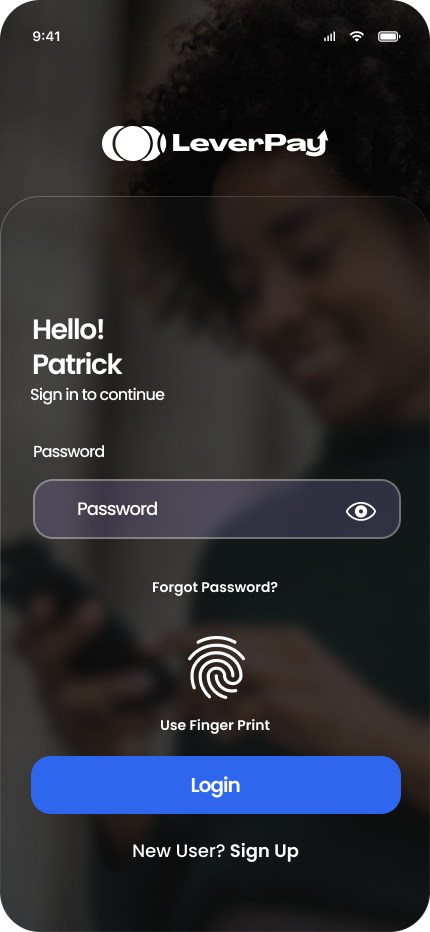 9:41
LeverPay
Hello!
Patrick
Sign in to continue
Password
Password
Forgot Password?
Use Finger Print
Login
New User? Sign Up